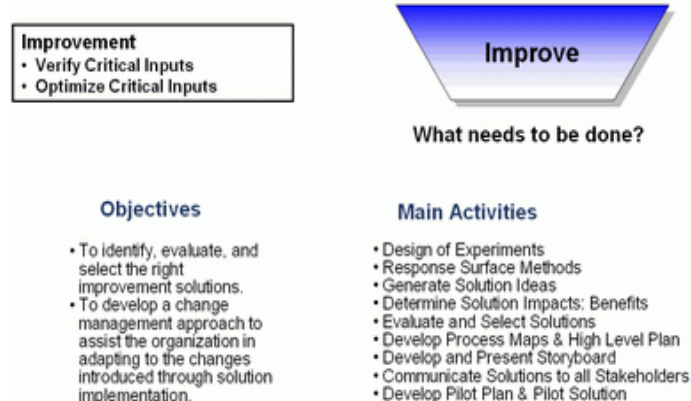 Improvement
• Verify Critical Inputs
• Optimize Critical Inputs
Improve
What needs to be done?
Objectives
• To identify, evaluate, and
select the right
improvement solutions.
• To develop a change
management approach to
assist the organization in
adapting to the changes
introduced through solution
implementation.
Main Activities
• Design of Experiments
• Response Surface Methods
• Generate Solution Ideas
• Determine Solution Impacts: Benefits
• Evaluate and Select Solutions
• Develop Process Maps & High Level Plan
• Develop and Present Storyboard
• Communicate Solutions to all Stakeholders
• Develop Pilot Plan & Pilot Solution